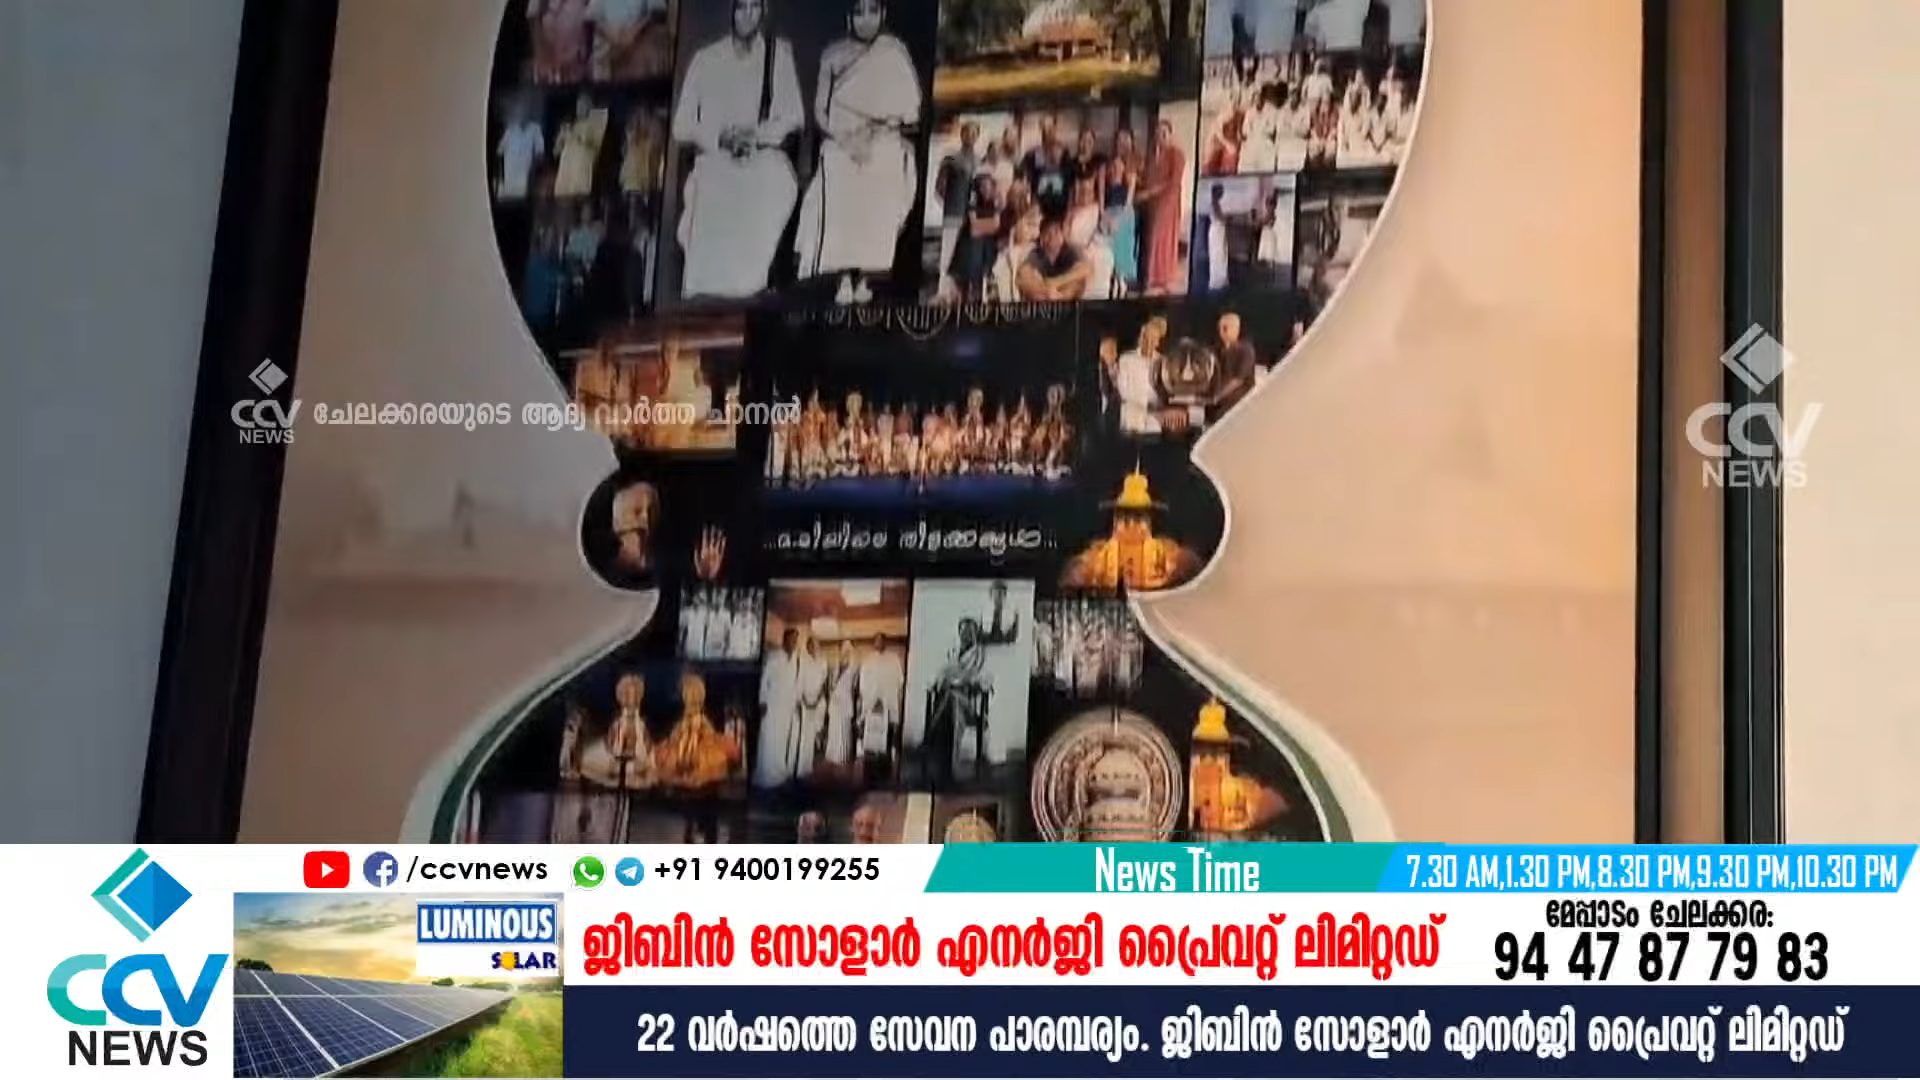 CCV NEWS ചേലക്കരയുടെ ആദ്യ വാർത്ത ചാനൽ
CCV NEWS
/ccvnews +91 9400199255
News Time
7.30 AM,1.30 PM,8.30 PM,9.30 PM,10.30 PM
LUMINOUS
SOLAR
ജിബിൻ സോളാർ എനർജി പ്രൈവറ്റ് ലിമിറ്റഡ്
മേപ്പാടം ചേലക്കര:
94 47 87 79 83
CCV
NEWS
22 വർഷത്തെ സേവന പാരമ്പര്യം. ജിബിൻ സോളാർ എനർജി പ്രൈവറ്റ് ലിമിറ്റഡ്